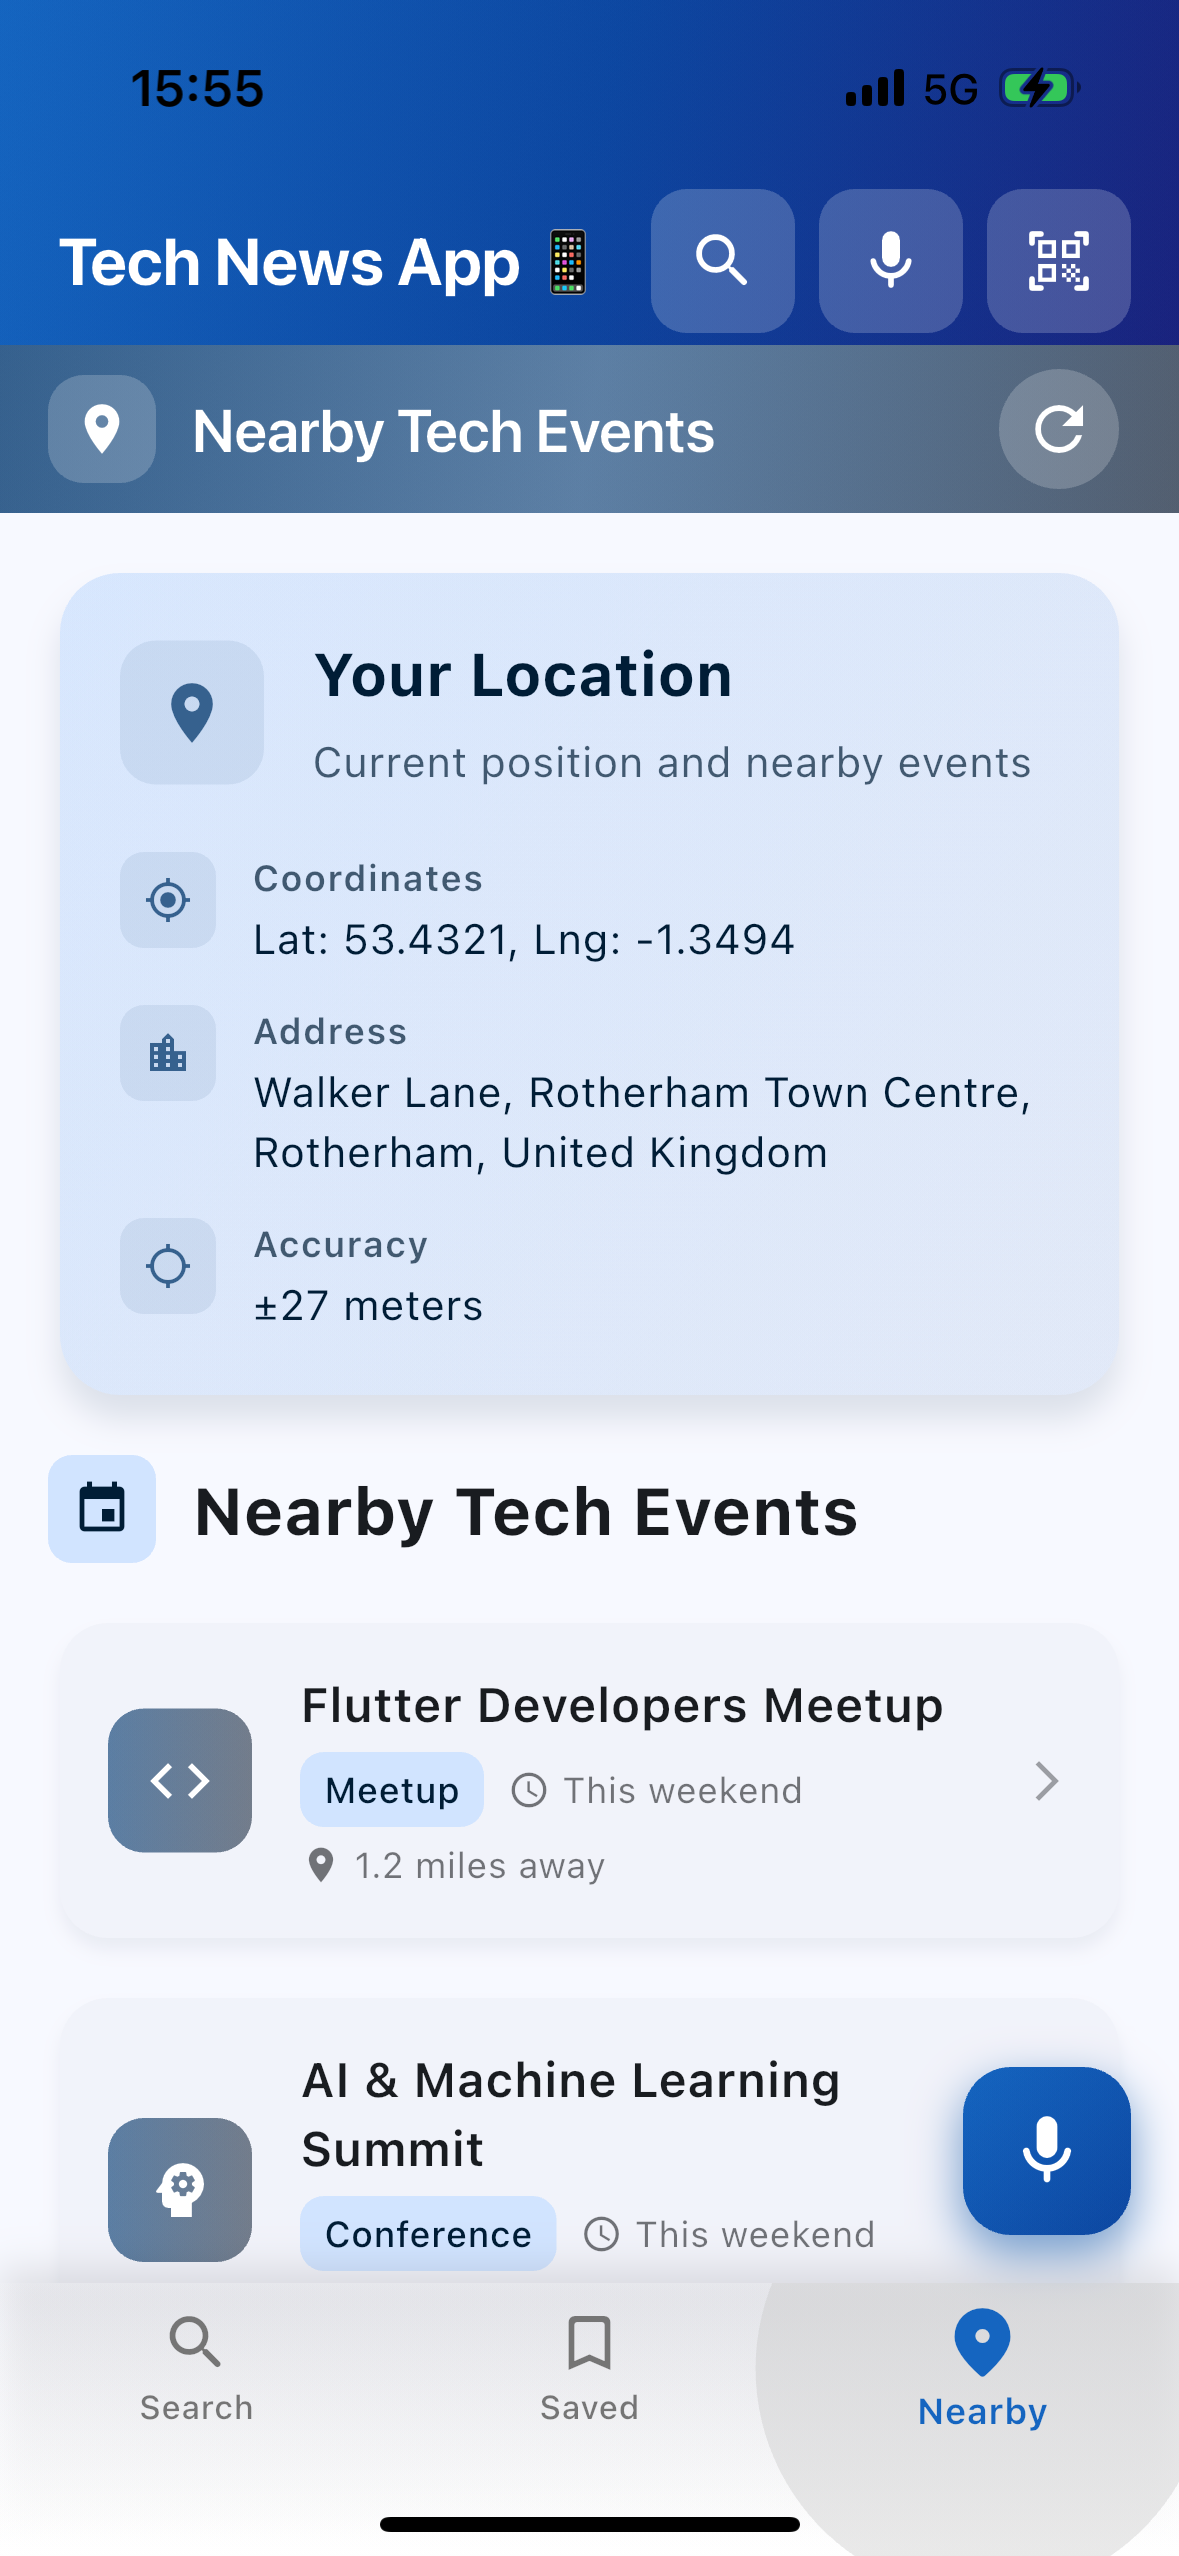 15:55
5G
Tech News App 📱
Nearby Tech Events
Your Location
Current position and nearby events
Coordinates
Lat: 53.4321, Lng: -1.3494
Address
Walker Lane, Rotherham Town Centre,
Rotherham, United Kingdom
Accuracy
±27 meters
Nearby Tech Events
Flutter Developers Meetup
Meetup This weekend
1.2 miles away
AI & Machine Learning
Summit
Conference This weekend
Search Saved Nearby